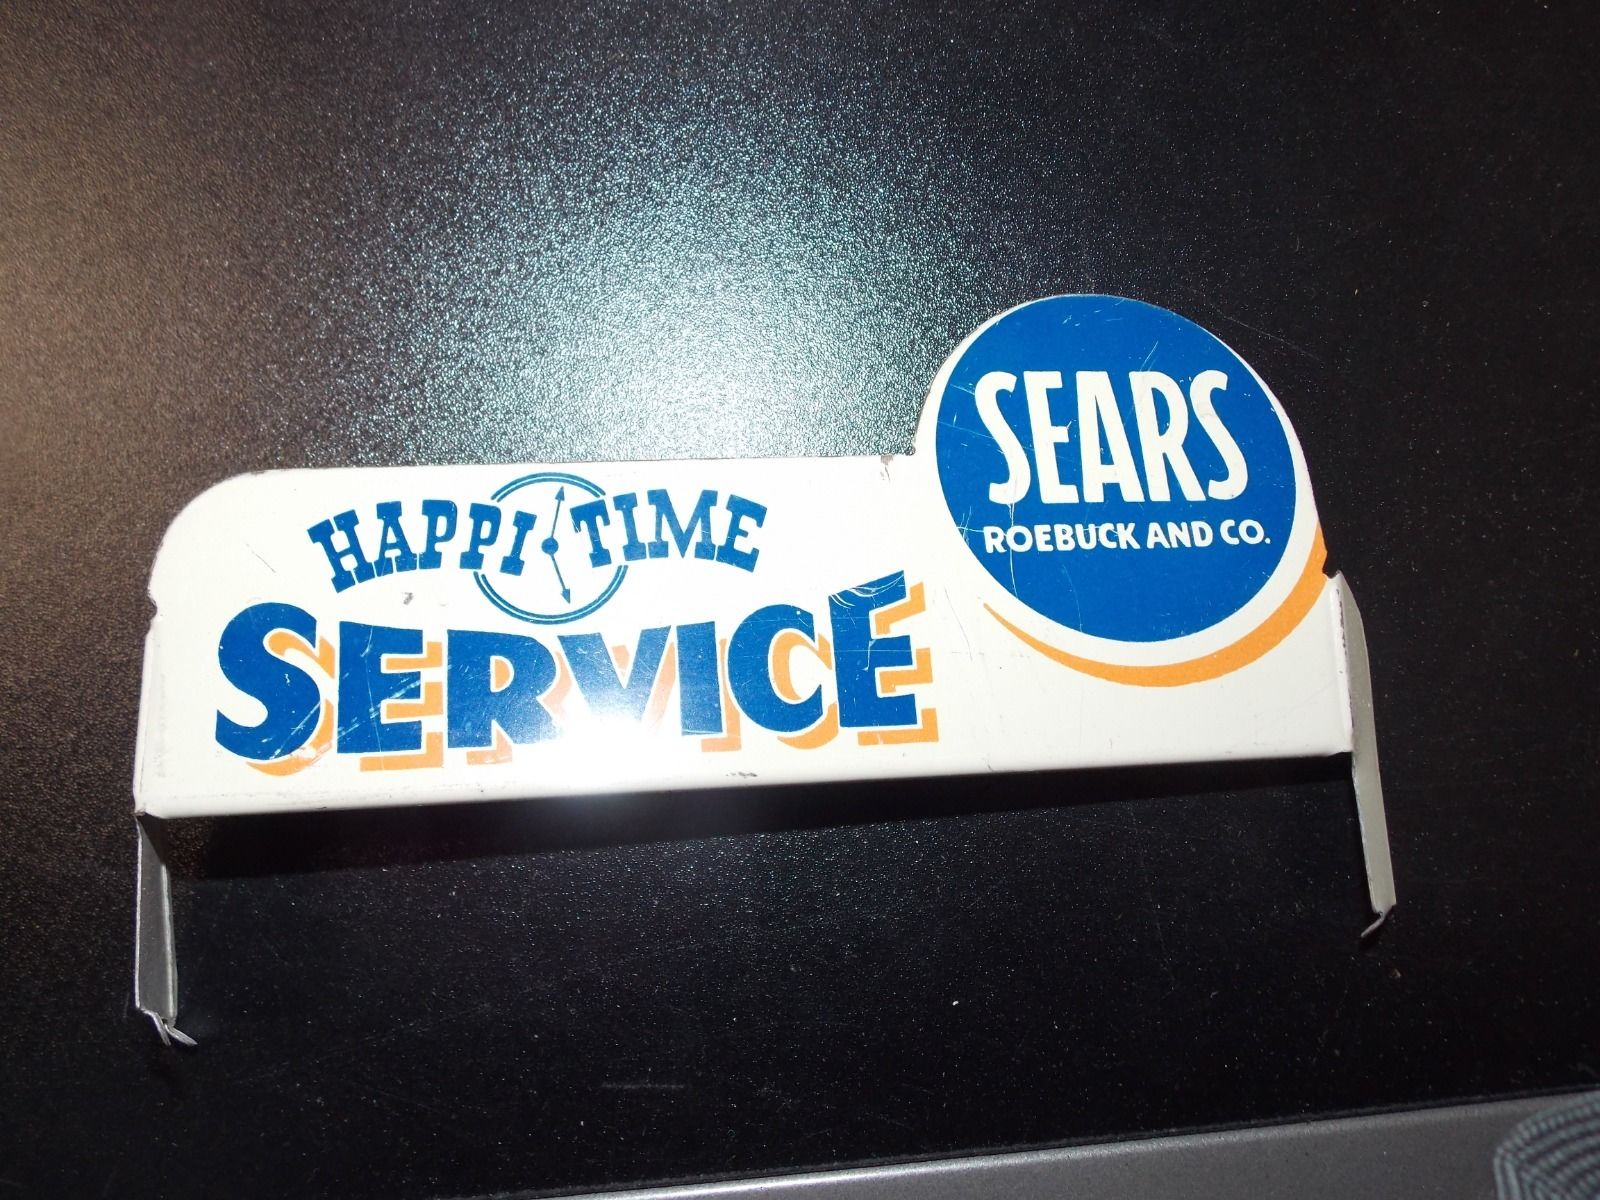 HAPPI TIME
SERVICE
SEARS
ROEBUCK AND CO.